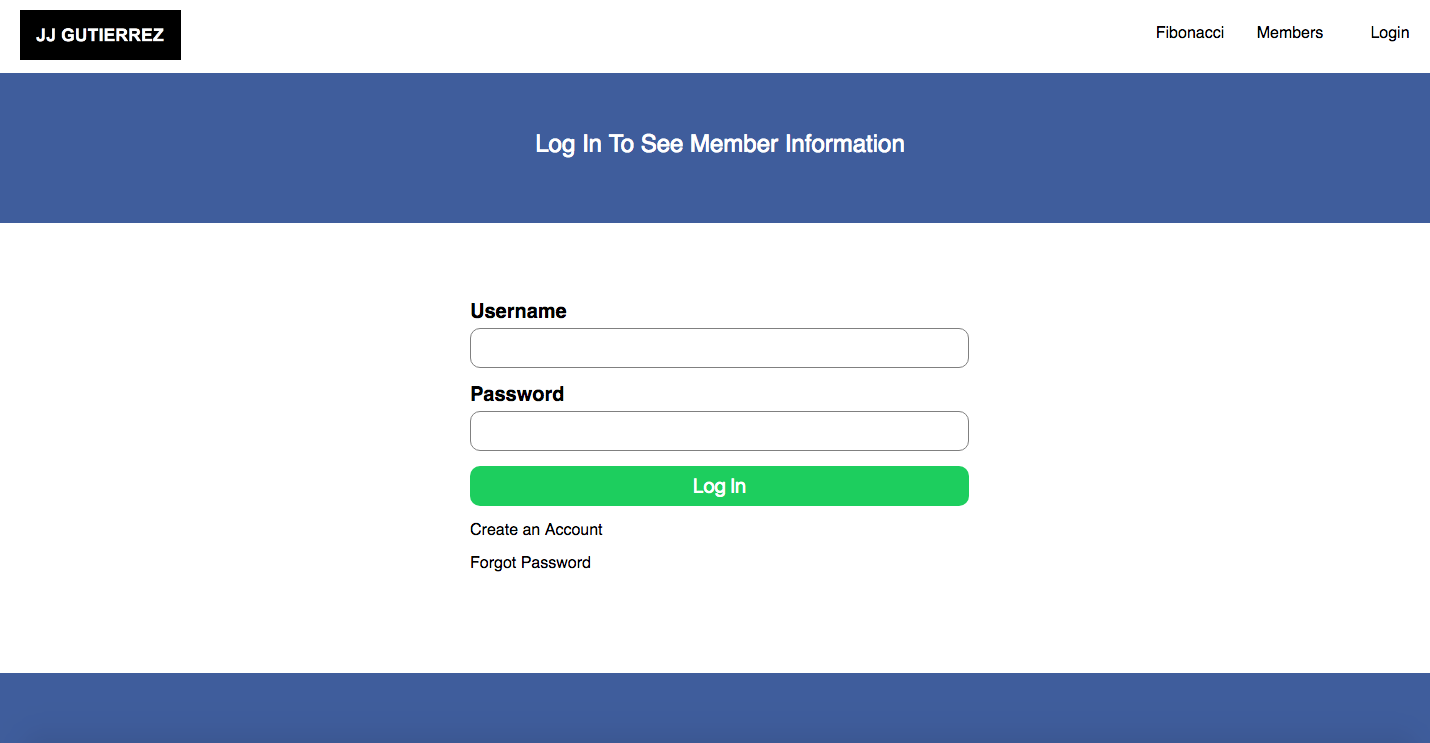 JJ GUTIERREZ
Fibonacci Members Login
Log In To See Member Information
Username
Password
Log In
Create an Account
Forgot Password